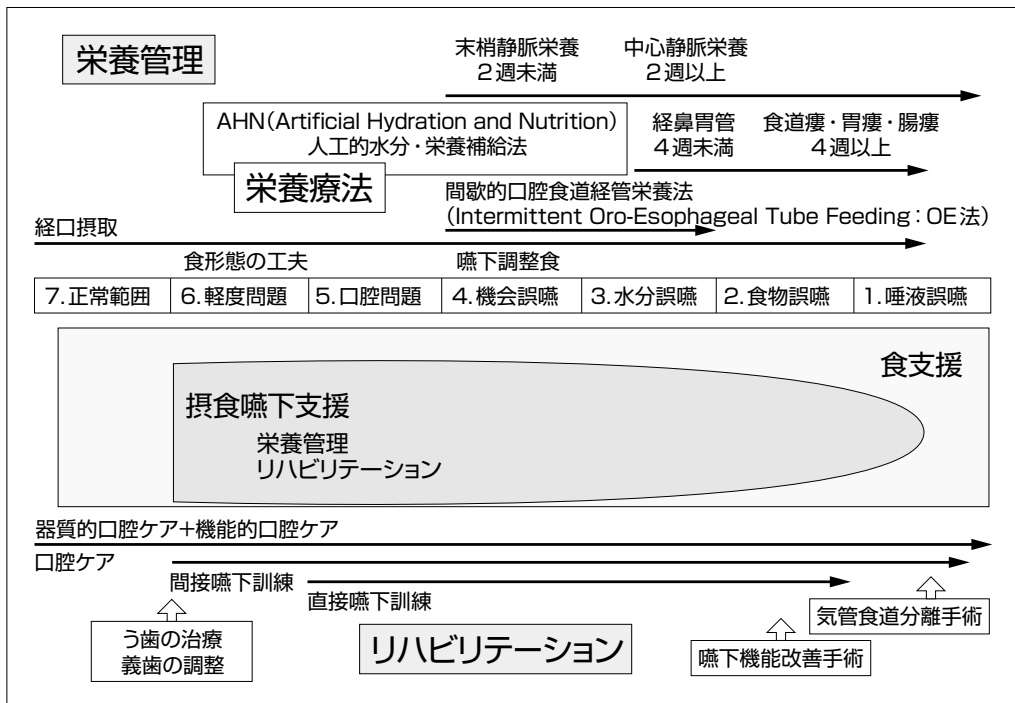 栄養管理
末梢静脈栄養
2週未満
中心静脈栄養
2週以上
AHN(Artificial Hydration and Nutrition)
人工的水分・栄養補給法
経鼻胃管
4週未満
食道瘻・胃瘻・腸瘻
4週以上
栄養療法
間歇的口腔食道経管栄養法
(Intermittent Oro-Esophageal Tube Feeding:OE法)
経口摂取
食形態の工夫
嚥下調整食
7.正常範囲
6.軽度問題
5.口腔問題
4.機会誤嚥
3.水分誤嚥
2.食物誤嚥
1.唾液誤嚥
食支援
摂食嚥下支援
栄養管理
リハビリテーション
器質的口腔ケア+機能的口腔ケア
口腔ケア
間接嚥下訓練
直接嚥下訓練
気管食道分離手術
う歯の治療
義歯の調整
リハビリテーション
嚥下機能改善手術